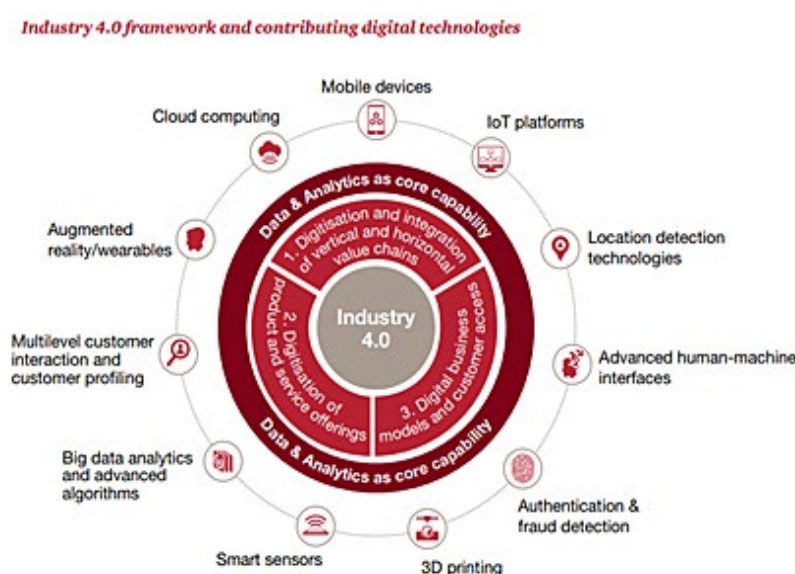 Industry 4.0 framework and contributing digital technologies
Mobile devices
Cloud computing
IoT platforms
Augmented
reality/wearables
Location detection
technologies
Multilevel customer
interaction and
customer profiling
Advanced human-machine
interfaces
Big data analytics
and advanced
algorithms
Authentication &
fraud detection
Smart sensors
3D printing
Data & Analytics as core capability
1. Digitisation and integration
of vertical and horizontal
value chains
2. Digitisation of
product and service offerings
3. Digital business
models and customer access
Industry
4.0
Data & Analytics as core capability